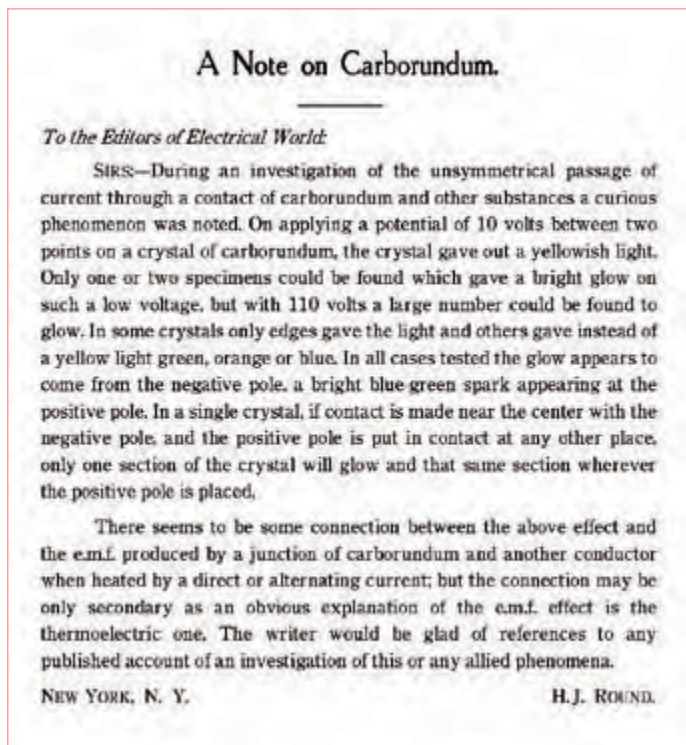 A Note on Carborundum.
To the Editors of Electrical World:
SIRS:—During an investigation of the unsymmetrical passage of
current through a contact of carborundum and other substances a curious
phenomenon was noted. On applying a potential of 10 volts between two
points on a crystal of carborundum, the crystal gave out a yellowish light.
Only one or two specimens could be found which gave a bright glow on
such a low voltage, but with 110 volts a large number could be found to
glow. In some crystals only edges gave the light and others gave instead of
a yellow light green, orange or blue. In all cases tested the glow appears to
come from the negative pole, a bright blue-green spark appearing at the
positive pole. In a single crystal, if contact is made near the center with the
negative pole, and the positive pole is put in contact at any other place,
only one section of the crystal will glow and that same section wherever
the positive pole is placed.
There seems to be some connection between the above effect and
the e.m.f. produced by a junction of carborundum and another conductor
when heated by a direct or alternating current; but the connection may be
only secondary as an obvious explanation of the e.m.f. effect is the
thermoelectric one. The writer would be glad of references to any
published account of an investigation of this or any allied phenomena.
NEW YORK, N. Y. H. J. ROUND.